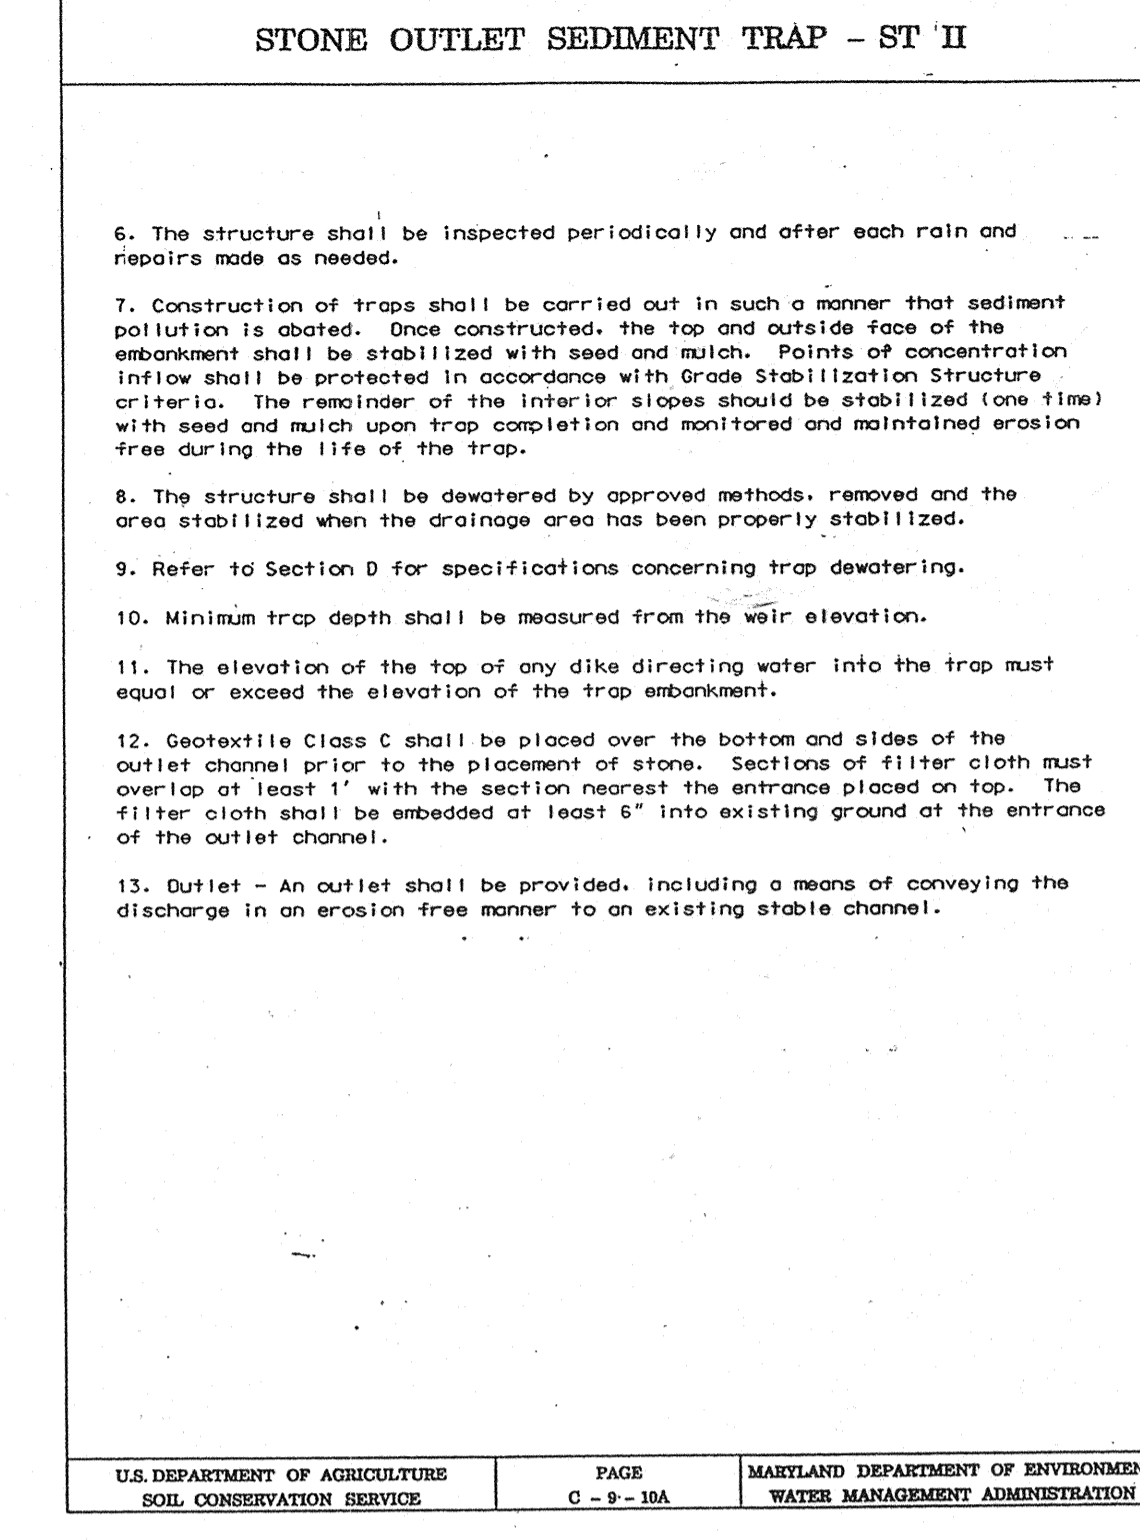 STONE OUTLET SEDIMENT TRAP - ST II
6. The structure shall be inspected periodically and after each rain and
repairs made as needed.
7. Construction of traps shall be carried out in such a manner that sediment
pollution is abated. Once constructed, the top and outside face of the
embankment shall be stabilized with seed and mulch. Points of concentration
inflow shall be protected in accordance with Grade Stabilization Structure
criteria. The remainder of the interior slopes should be stabilized (one time)
with seed and mulch upon trap completion and monitored and maintained erosion
free during the life of the trap.
8. The structure shall be dewatered by approved methods, removed and the
area stabilized when the drainage area has been properly stabilized.
9. Refer to Section D for specifications concerning trap dewatering.
10. Minimum trap depth shall be measured from the weir elevation.
11. The elevation of the top of any dike directing water into the trap must
equal or exceed the elevation of the trap embankment.
12. Geotextile Class C shall be placed over the bottom and sides of the
outlet channel prior to the placement of stone. Sections of filter cloth must
overlap at least 1' with the section nearest the entrance placed on top. The
filter cloth shall be embedded at least 6" into existing ground at the entrance
of the outlet channel.
13. Outlet - An outlet shall be provided, including a means of conveying the
discharge in an erosion free manner to an existing stable channel.
U.S. DEPARTMENT OF AGRICULTURE
SOIL CONSERVATION SERVICE
PAGE
C - 9 - 10A
MARYLAND DEPARTMENT OF ENVIRONMEN
WATER MANAGEMENT ADMINISTRATION